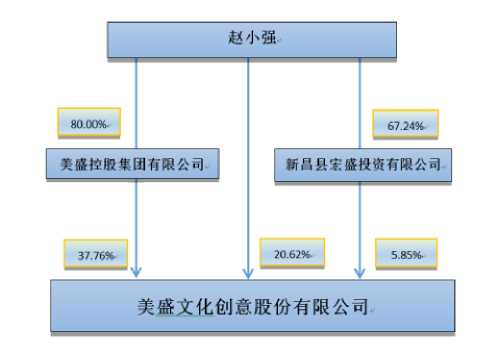 赵小强
80.00%
67.24%
美盛控股集团有限公司
新昌县宏盛投资有限公司
37.76%
20.62%
5.85%
美盛文化创意股份有限公司